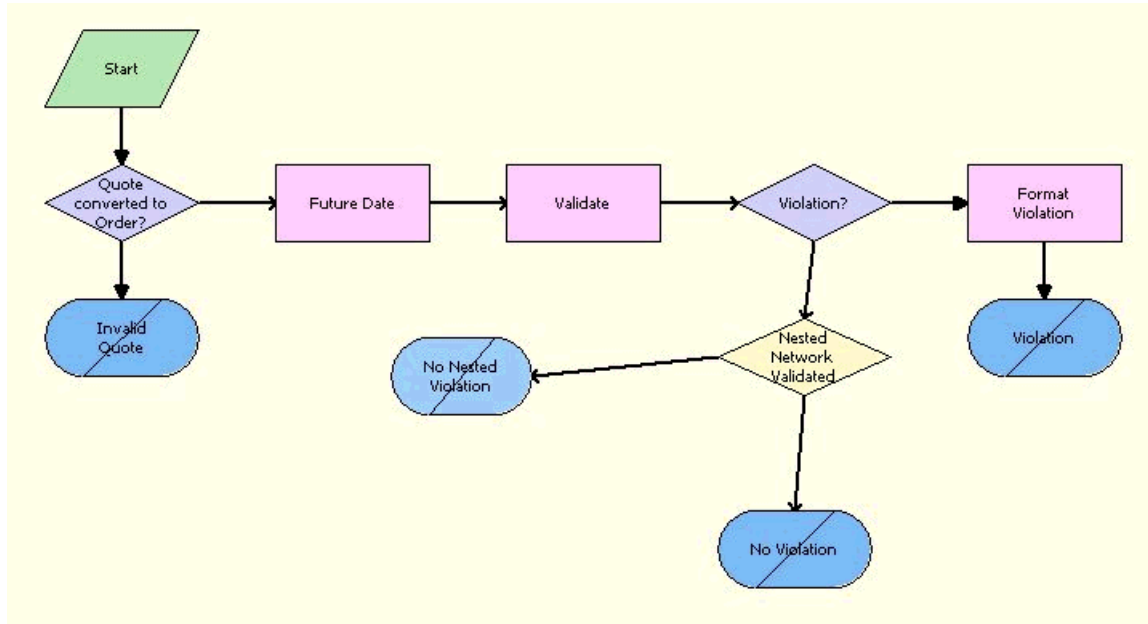 Start
Quote
converted to
Order?
Future Date
Validate
Violation?
Format
Violation
Invalid
Quote
Nested
Network
Validated
Violation
No Nested
Violation
No Violation